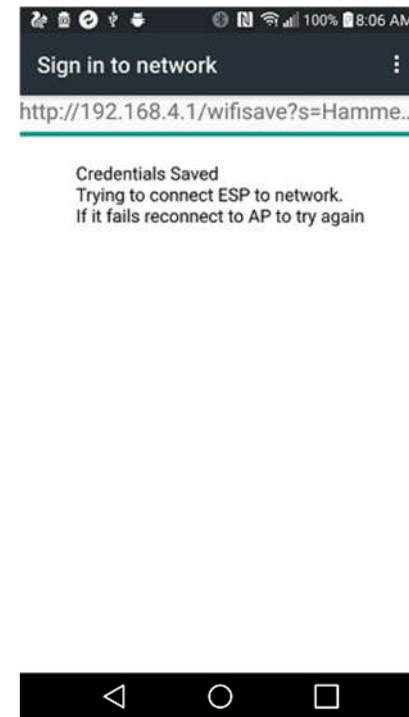 100% 8:06 AM
Sign in to network
http://192.168.4.1/wifisave?s=Hamme..
Credentials Saved
Trying to connect ESP to network.
If it fails reconnect to AP to try again